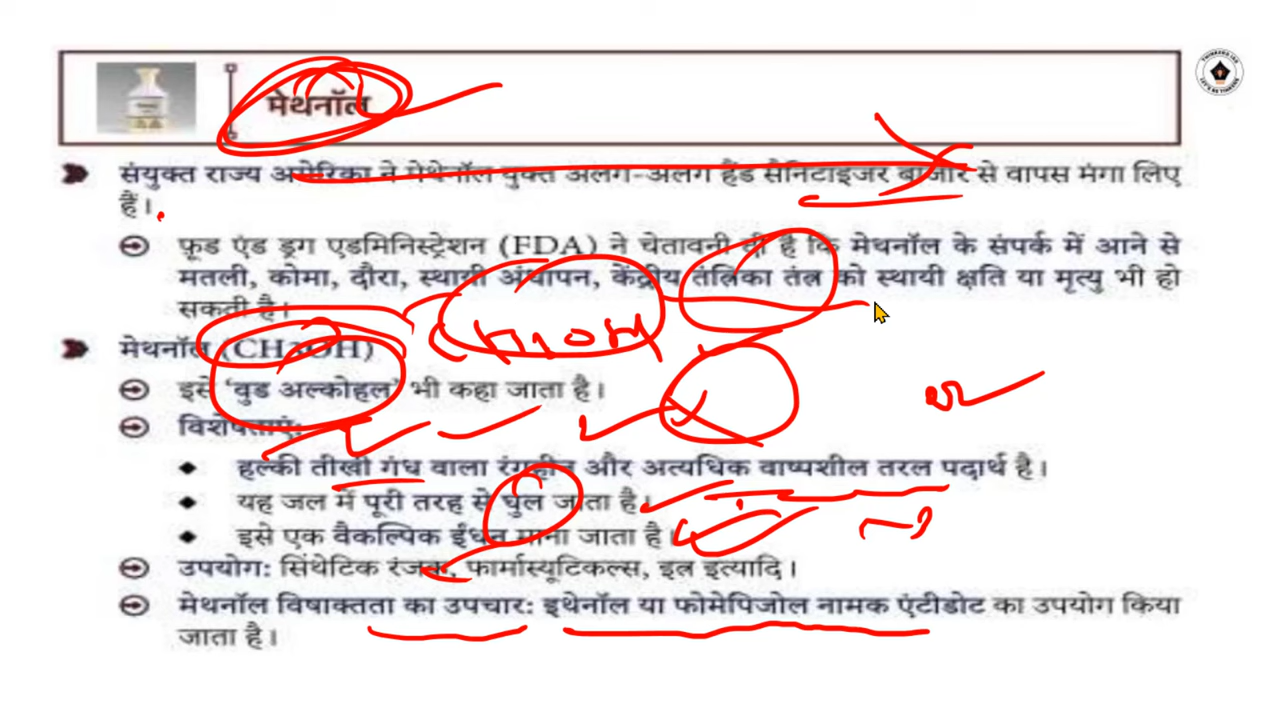 मेथनॉल
संयुक्त राज्य अमेरिका ने मेथेनॉल युक्त अलग-अलग हैंड सैनिटाइजर बाजार से वापस मंगा लिए
हैं।
फ़ूड एंड ड्रग एडमिनिस्ट्रेशन (FDA) ने चेतावनी दी है कि मेथनॉल के संपर्क में आने से
मतली, कोमा, दौरा, स्थायी अंधापन, केंद्रीय तंत्रिका तंत्र को स्थायी क्षति या मृत्यु भी हो
सकती है।
मेथनॉल (CH3OH)
इसे ‘वुड अल्कोहल’ भी कहा जाता है।
विशेषताएं:
हल्की तीखी गंध वाला रंगहीन और अत्यधिक वाष्पशील तरल पदार्थ है।
यह जल में पूरी तरह से घुल जाता है।
इसे एक वैकल्पिक ईंधन माना जाता है।
उपयोग: सिंथेटिक रंजक, फार्मास्यूटिकल्स, इत्र इत्यादि।
मेथनॉल विषाक्तता का उपचार: इथेनॉल या फोमेपिजोल नामक एंटीडोट का उपयोग किया
जाता है।